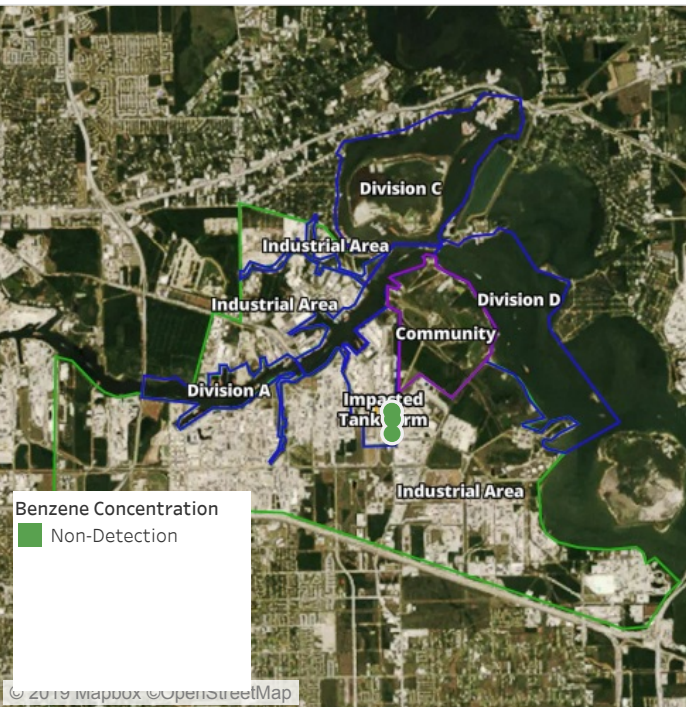 Division C
Industrial Area
Division D
Industrial Area
Community
Division A
Impacted
Tank
Industrial Area
Benzene Concentration
Non-Detection
© 2019 Mapbox ©OpenStreetMap